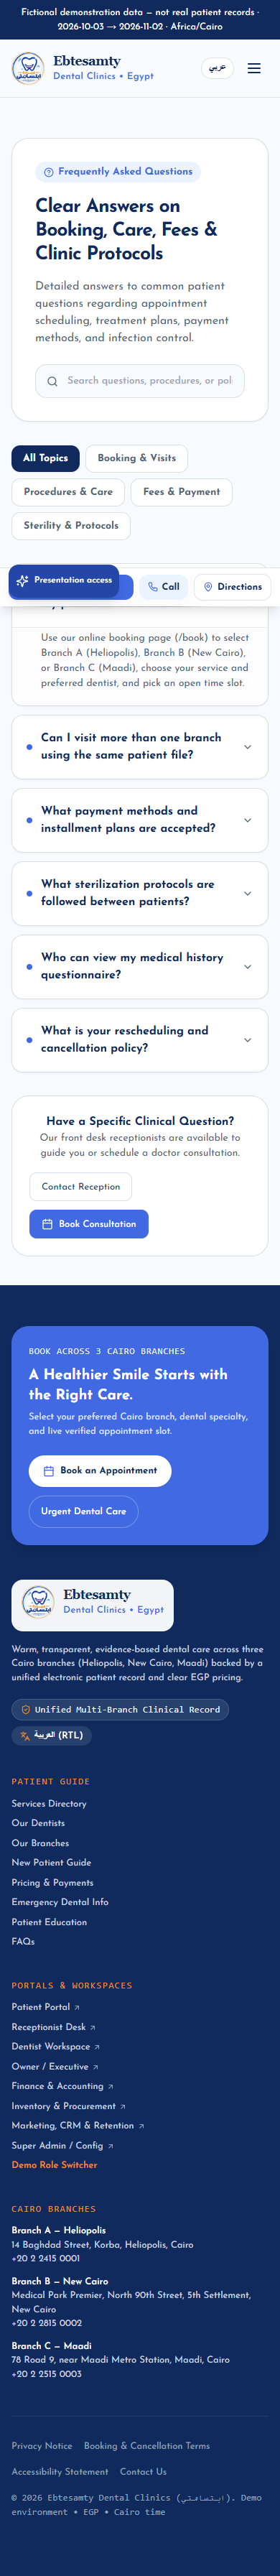 Fictional demonstration data — not real patient records ·
2026-10-03 → 2026-11-02 · Africa/Cairo
Ebtesamty
Dental Clinics • Egypt
عربي
Frequently Asked Questions
Clear Answers on
Booking, Care, Fees &
Clinic Protocols
Detailed answers to common patient
questions regarding appointment
scheduling, treatment plans, payment
methods, and infection control.
Search questions, procedures, or poli
All Topics
Booking & Visits
Procedures & Care
Fees & Payment
Sterility & Protocols
Presentation access
Call
Directions
Use our online booking page (/book) to select
Branch A (Heliopolis), Branch B (New Cairo),
or Branch C (Maadi), choose your service and
preferred dentist, and pick an open time slot.
Can I visit more than one branch
using the same patient file?
What payment methods and
installment plans are accepted?
What sterilization protocols are
followed between patients?
Who can view my medical history
questionnaire?
What is your rescheduling and
cancellation policy?
Have a Specific Clinical Question?
Our front desk receptionists are available to
guide you or schedule a doctor consultation.
Contact Reception
Book Consultation
BOOK ACROSS 3 CAIRO BRANCHES
A Healthier Smile Starts with
the Right Care.
Select your preferred Cairo branch, dental specialty,
and live verified appointment slot.
Book an Appointment
Urgent Dental Care
Ebtesamty
Dental Clinics • Egypt
Warm, transparent, evidence-based dental care across three
Cairo branches (Heliopolis, New Cairo, Maadi) backed by a
unified electronic patient record and clear EGP pricing.
Unified Multi-Branch Clinical Record
العربية (RTL)
PATIENT GUIDE
Services Directory
Our Dentists
Our Branches
New Patient Guide
Pricing & Payments
Emergency Dental Info
Patient Education
FAQs
PORTALS & WORKSPACES
Patient Portal ↗
Receptionist Desk ↗
Dentist Workspace ↗
Owner / Executive ↗
Finance & Accounting ↗
Inventory & Procurement ↗
Marketing, CRM & Retention ↗
Super Admin / Config ↗
Demo Role Switcher
CAIRO BRANCHES
Branch A — Heliopolis
14 Baghdad Street, Korba, Heliopolis, Cairo
+20 2 2415 0001
Branch B — New Cairo
Medical Park Premier, North 90th Street, 5th Settlement,
New Cairo
+20 2 2815 0002
Branch C — Maadi
78 Road 9, near Maadi Metro Station, Maadi, Cairo
+20 2 2515 0003
Privacy Notice
Booking & Cancellation Terms
Accessibility Statement
Contact Us
© 2026 Ebtesamty Dental Clinics (ابتسامتي). Demo
environment • EGP • Cairo time